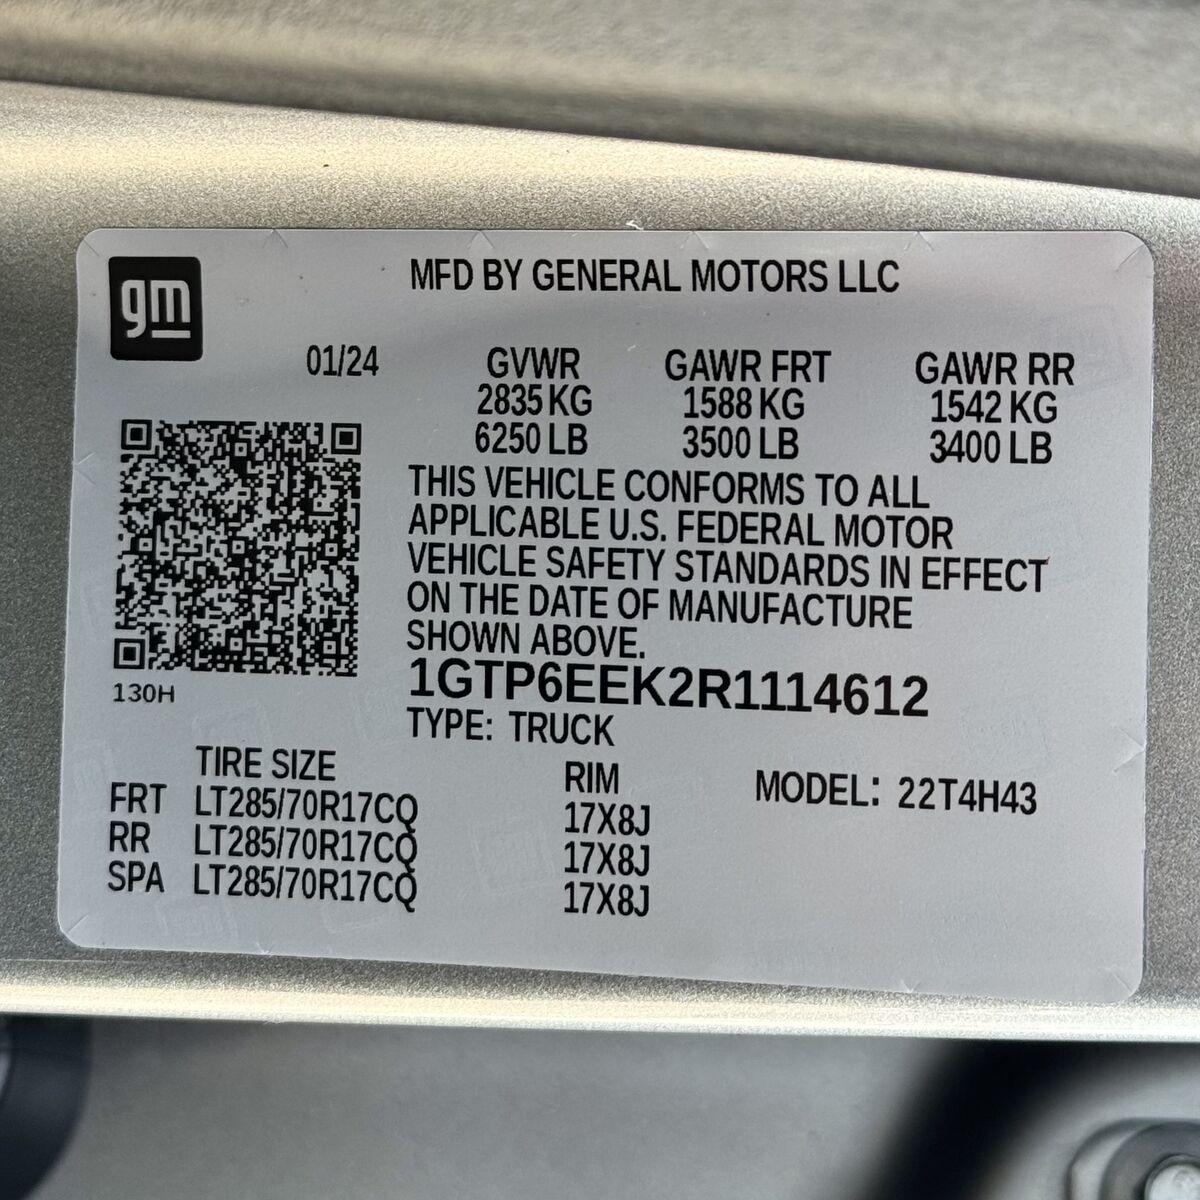 gm
MFD BY GENERAL MOTORS LLC
01/24 GVWR GAWR FRT GAWR RR
2835 KG 1588 KG 1542 KG
6250 LB 3500 LB 3400 LB
THIS VEHICLE CONFORMS TO ALL
APPLICABLE U.S. FEDERAL MOTOR
VEHICLE SAFETY STANDARDS IN EFFECT
ON THE DATE OF MANUFACTURE
SHOWN ABOVE.
1GTP6EEK2R1114612
130H
TYPE: TRUCK
TIRE SIZE RIM MODEL: 22T4H43
FRT LT285/70R17CQ 17X8J
RR LT285/70R17CQ 17X8J
SPA LT285/70R17CQ 17X8J